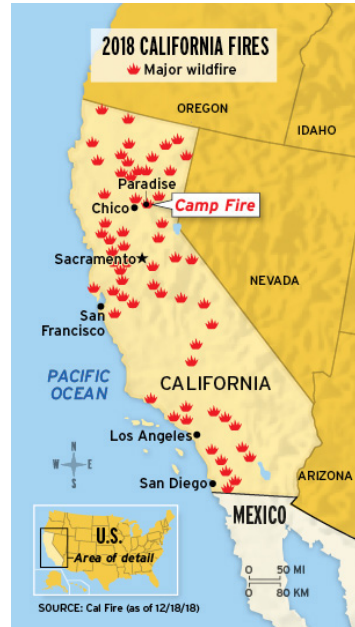 2018 CALIFORNIA FIRES
Major wildfire
OREGON
IDAHO
Paradise
Chico
Camp Fire
Sacramento
NEVADA
San
Francisco
PACIFIC
OCEAN
CALIFORNIA
Los Angeles
N
W E
S
San Diego
ARIZONA
MEXICO
U.S.
Area of detail
0 50 MI
0 80 KM
SOURCE: Cal Fire (as of 12/18/18)